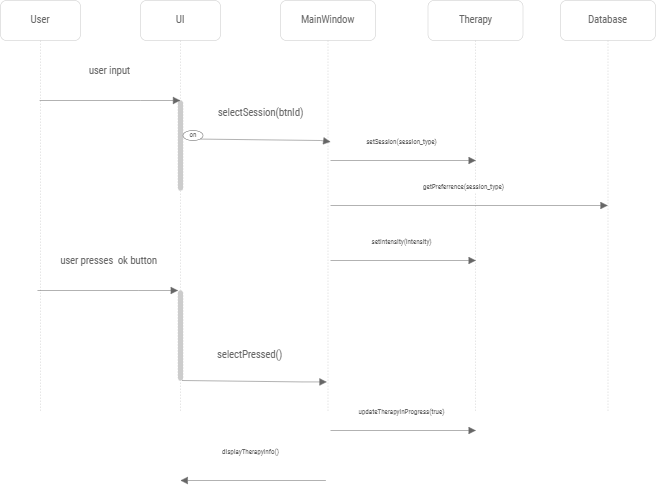 User UI MainWindow Therapy Database
user input
selectSession(btnId)
on
setSession(session_type)
getPreferrence(session_type)
setIntensity(intensity)
user presses ok button
selectPressed()
updateTherapyInProgress(true)
displayTherapyInfo()